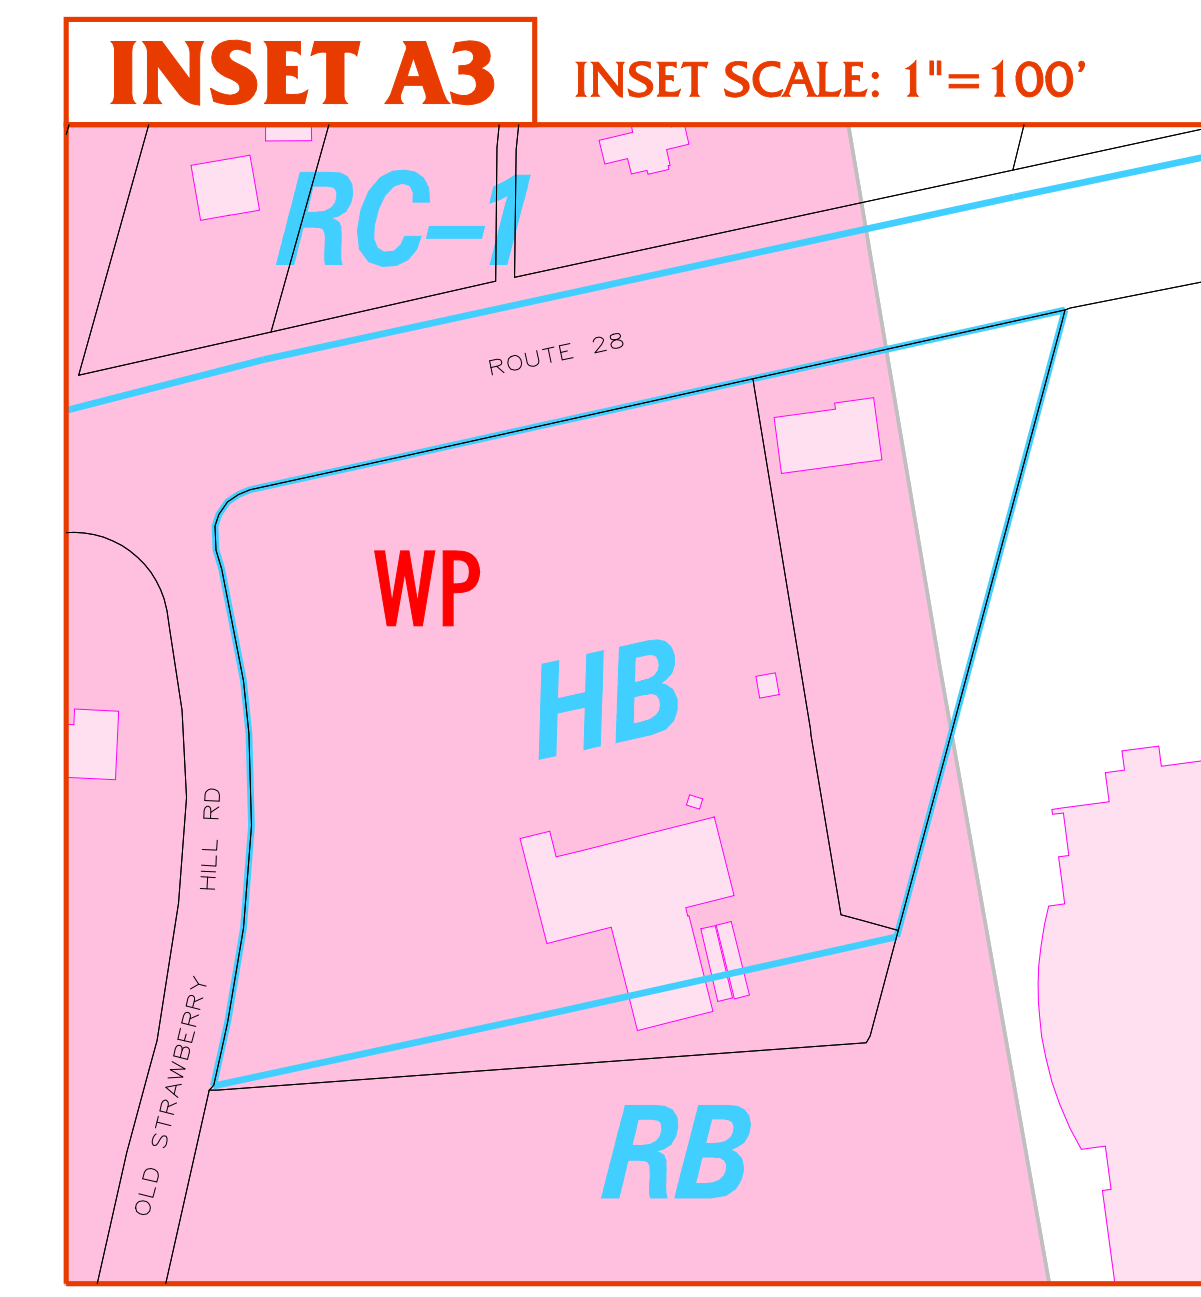 INSET A3
INSET SCALE: 1"=100'
RC-1
ROUTE 28
WP
HB
OLD STRAWBERRY HILL RD
RB